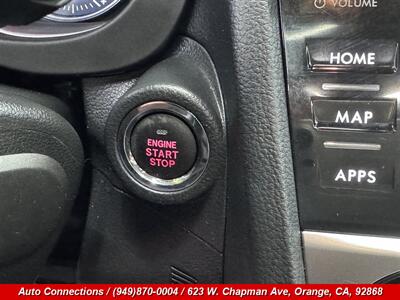 VOLUME
HOME
MAP
APPS
ENGINE
START
STOP
Auto Connections / (949)870-0004 / 623 W. Chapman Ave, Orange, CA, 92868